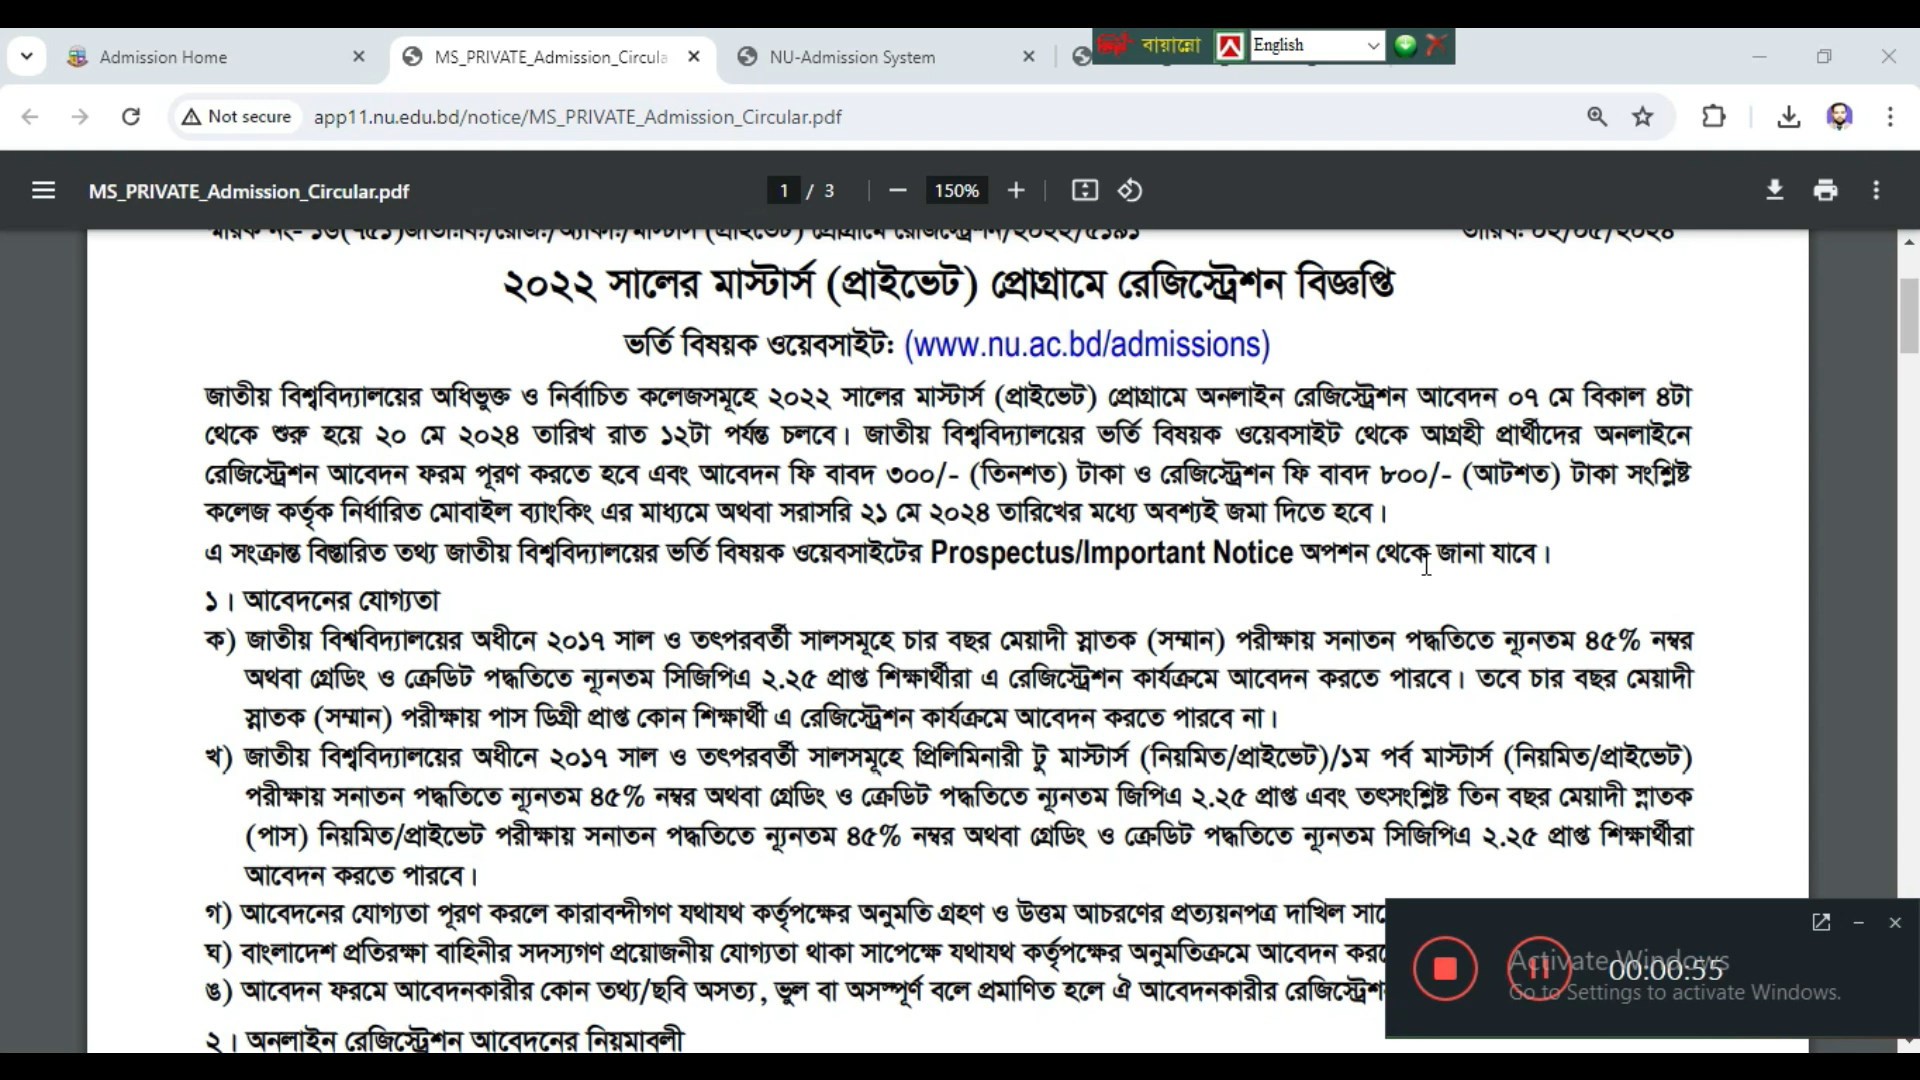 Admission Home
MS_PRIVATE_Admission_Circula
NU-Admission System
বায়ান্নো
English
Not secure
app11.nu.edu.bd/notice/MS_PRIVATE_Admission_Circular.pdf
MS_PRIVATE_Admission_Circular.pdf
1 / 3
150%
২০২২ সালের মাস্টার্স (প্রাইভেট) প্রোগ্রামে রেজিস্ট্রেশন বিজ্ঞপ্তি
ভর্তি বিষয়ক ওয়েবসাইট: (www.nu.ac.bd/admissions)
জাতীয় বিশ্ববিদ্যালয়ের অধিভুক্ত ও নির্বাচিত কলেজসমূহে ২০২২ সালের মাস্টার্স (প্রাইভেট) প্রোগ্রামে অনলাইন রেজিস্ট্রেশন আবেদন ০৭ মে বিকাল ৪টা
থেকে শুরু হয়ে ২০ মে ২০২৪ তারিখ রাত ১২টা পর্যন্ত চলবে। জাতীয় বিশ্ববিদ্যালয়ের ভর্তি বিষয়ক ওয়েবসাইট থেকে আগ্রহী প্রার্থীদের অনলাইনে
রেজিস্ট্রেশন আবেদন ফরম পূরণ করতে হবে এবং আবেদন ফি বাবদ ৩০০/- (তিনশত) টাকা ও রেজিস্ট্রেশন ফি বাবদ ৮০০/- (আটশত) টাকা সংশ্লিষ্ট
কলেজ কর্তৃক নির্ধারিত মোবাইল ব্যাংকিং এর মাধ্যমে অথবা সরাসরি ২১ মে ২০২৪ তারিখের মধ্যে অবশ্যই জমা দিতে হবে।
এ সংক্রান্ত বিস্তারিত তথ্য জাতীয় বিশ্ববিদ্যালয়ের ভর্তি বিষয়ক ওয়েবসাইটের Prospectus/Important Notice অপশন থেকে জানা যাবে।
১। আবেদনের যোগ্যতা
ক) জাতীয় বিশ্ববিদ্যালয়ের অধীনে ২০১৭ সাল ও তৎপরবর্তী সালসমূহে চার বছর মেয়াদী স্নাতক (সম্মান) পরীক্ষায় সনাতন পদ্ধতিতে ন্যূনতম ৪৫% নম্বর
অথবা গ্রেডিং ও ক্রেডিট পদ্ধতিতে ন্যূনতম সিজিপিএ ২.২৫ প্রাপ্ত শিক্ষার্থীরা এ রেজিস্ট্রেশন কার্যক্রমে আবেদন করতে পারবে। তবে চার বছর মেয়াদী
স্নাতক (সম্মান) পরীক্ষায় পাস ডিগ্রী প্রাপ্ত কোন শিক্ষার্থী এ রেজিস্ট্রেশন কার্যক্রমে আবেদন করতে পারবে না।
খ) জাতীয় বিশ্ববিদ্যালয়ের অধীনে ২০১৭ সাল ও তৎপরবর্তী সালসমূহে প্রিলিমিনারী টু মাস্টার্স (নিয়মিত/প্রাইভেট)/১ম পর্ব মাস্টার্স (নিয়মিত/প্রাইভেট)
পরীক্ষায় সনাতন পদ্ধতিতে ন্যূনতম ৪৫% নম্বর অথবা গ্রেডিং ও ক্রেডিট পদ্ধতিতে ন্যূনতম জিপিএ ২.২৫ প্রাপ্ত এবং তৎসংশ্লিষ্ট তিন বছর মেয়াদী স্নাতক
(পাস) নিয়মিত/প্রাইভেট পরীক্ষায় সনাতন পদ্ধতিতে ন্যূনতম ৪৫% নম্বর অথবা গ্রেডিং ও ক্রেডিট পদ্ধতিতে ন্যূনতম সিজিপিএ ২.২৫ প্রাপ্ত শিক্ষার্থীরা
আবেদন করতে পারবে।
গ) আবেদনের যোগ্যতা পূরণ করলে কারাবন্দীগণ যথাযথ কর্তৃপক্ষের অনুমতি গ্রহণ ও উত্তম আচরণের প্রত্যয়নপত্র দাখিল
ঘ) বাংলাদেশ প্রতিরক্ষা বাহিনীর সদস্যগণ প্রয়োজনীয় যোগ্যতা থাকা সাপেক্ষে যথাযথ কর্তৃপক্ষের অনুমতিক্রমে আবেদন
ঙ) আবেদন ফরমে আবেদনকারীর কোন তথ্য/ছবি অসত্য, ভুল বা অসম্পূর্ণ বলে প্রমাণিত হলে ঐ আবেদনকারীর
২। অনলাইন রেজিস্ট্রেশন আবেদনের নিয়মাবলী
Activate Windows
00:00:55
Go to Settings to activate Windows.